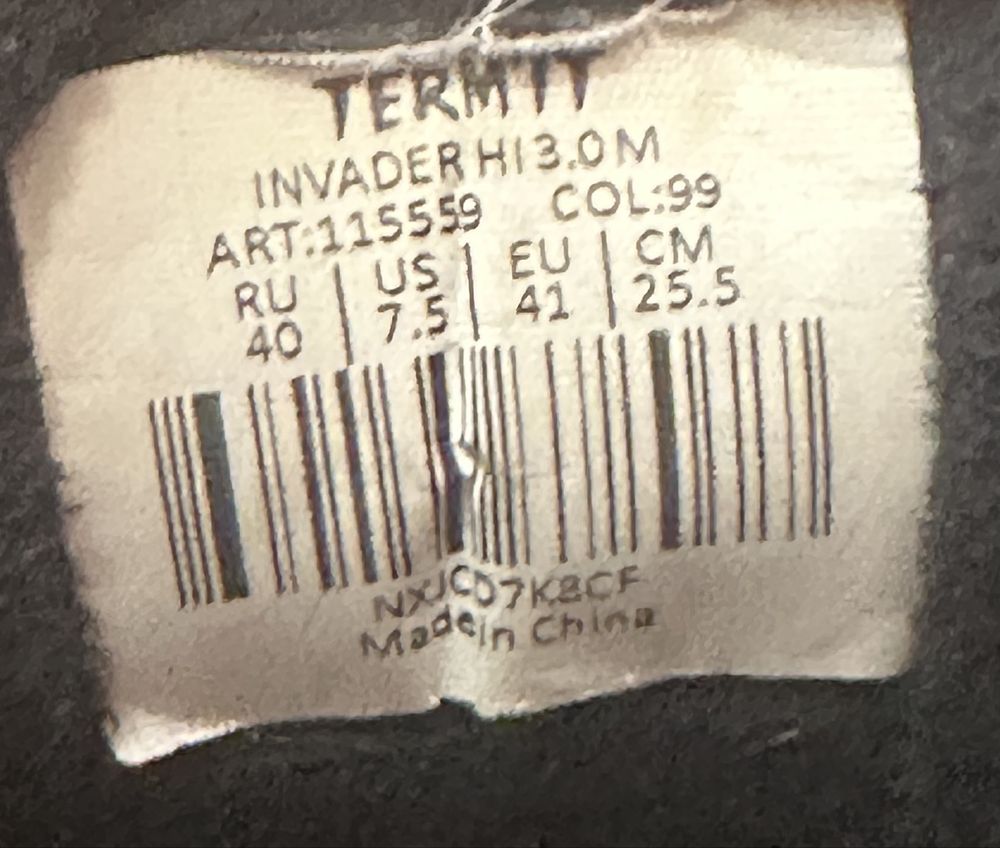 TERMIT
INVADER HI 3.0 M
ART:115559 COL:99
RU | US | EU | CM
40 | 7.5 | 41 | 25.5
NXJCD7K8CF
Made in China